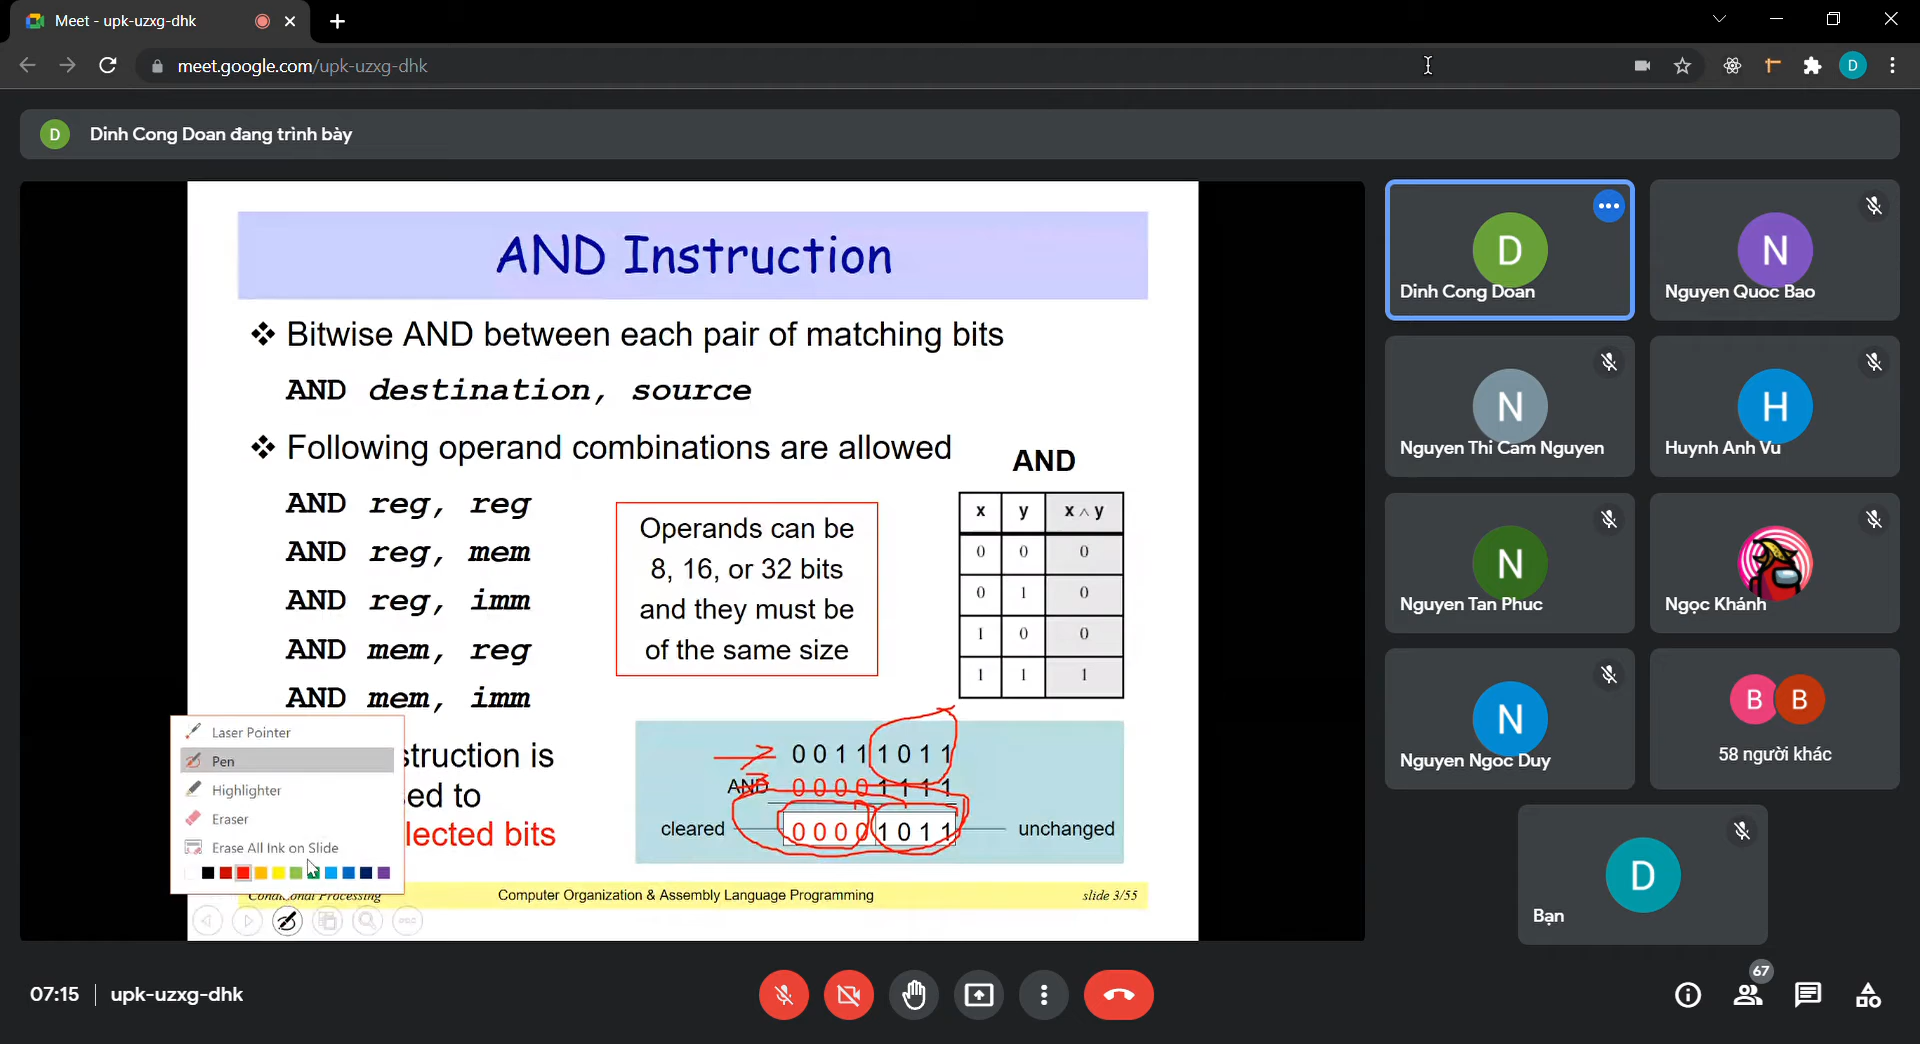 Meet - upk-uzxg-dhk
meet.google.com/upk-uzxg-dhk
D
D
Dinh Cong Doan đang trình bày
AND Instruction
❖ Bitwise AND between each pair of matching bits
AND destination, source
❖ Following operand combinations are allowed
AND reg, reg
AND reg, mem
AND reg, imm
AND mem, reg
AND mem, imm
Operands can be
8, 16, or 32 bits
and they must be
of the same size
AND
x y x ∧ y
0 0 0
0 1 0
1 0 0
1 1 1
struction is
ed to
lected bits
0 0 1 1 1 0 1 1
AND 0 0 0 0 1 1 1 1
cleared 0 0 0 0 1 0 1 1 unchanged
Laser Pointer
Pen
Highlighter
Eraser
Erase All Ink on Slide
Conditional Processing
Computer Organization & Assembly Language Programming
slide 3/55
D
Dinh Cong Doan
N
Nguyen Quoc Bao
N
Nguyen Thi Cam Nguyen
H
Huynh Anh Vu
N
Nguyen Tan Phuc
Ngọc Khánh
N
Nguyen Ngoc Duy
B B
58 người khác
D
Bạn
07:15 | upk-uzxg-dhk
67